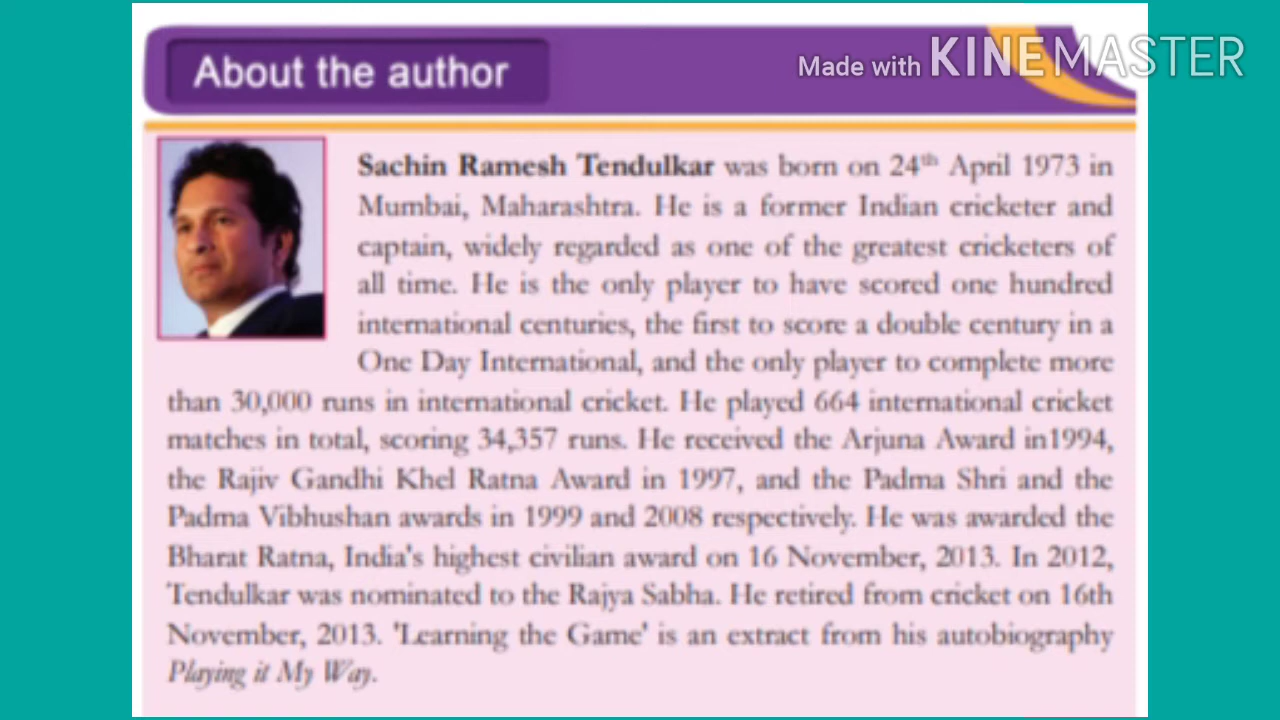 About the author
Made with KINEMASTER
Sachin Ramesh Tendulkar was born on 24th April 1973 in
Mumbai, Maharashtra. He is a former Indian cricketer and
captain, widely regarded as one of the greatest cricketers of
all time. He is the only player to have scored one hundred
international centuries, the first to score a double century in a
One Day International, and the only player to complete more
than 30,000 runs in international cricket. He played 664 international cricket
matches in total, scoring 34,357 runs. He received the Arjuna Award in1994,
the Rajiv Gandhi Khel Ratna Award in 1997, and the Padma Shri and the
Padma Vibhushan awards in 1999 and 2008 respectively. He was awarded the
Bharat Ratna, India's highest civilian award on 16 November, 2013. In 2012,
Tendulkar was nominated to the Rajya Sabha. He retired from cricket on 16th
November, 2013. 'Learning the Game' is an extract from his autobiography
Playing it My Way.